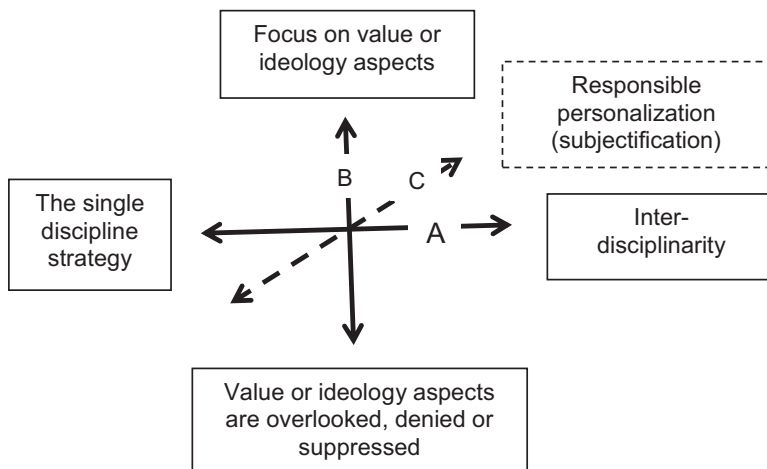 Focus on value or
ideology aspects
Responsible
personalization
(subjectification)
B
C
The single
discipline
strategy
A
Inter-
disciplinarity
Value or ideology aspects
are overlooked, denied or
suppressed